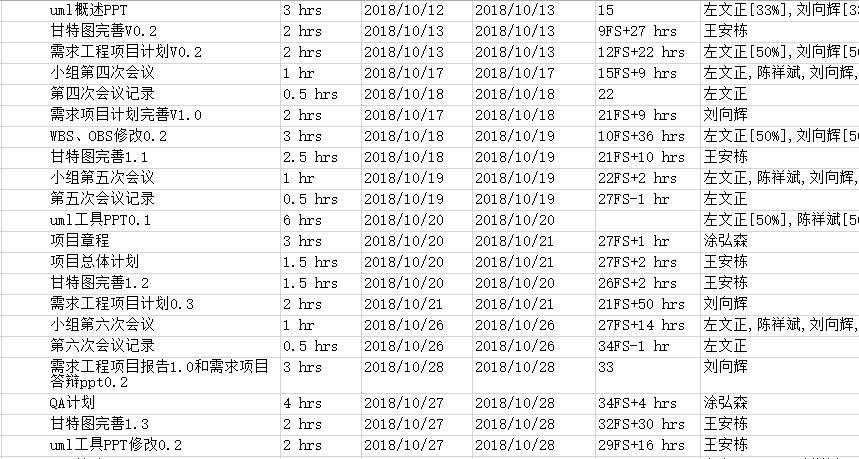 uml概述PPT 3 hrs 2018/10/12 2018/10/13 15 左文正[33%],刘向辉[33
甘特图完善V0.2 2 hrs 2018/10/13 2018/10/13 9FS+27 hrs 王安栋
需求工程项目计划V0.2 2 hrs 2018/10/13 2018/10/13 12FS+22 hrs 左文正[50%],刘向辉[50
小组第四次会议 1 hr 2018/10/17 2018/10/17 15FS+9 hrs 左文正,陈祥斌,刘向辉,
第四次会议记录 0.5 hrs 2018/10/18 2018/10/18 22 左文正
需求项目计划完善V1.0 2 hrs 2018/10/17 2018/10/18 21FS+9 hrs 刘向辉
WBS、OBS修改0.2 3 hrs 2018/10/18 2018/10/19 10FS+36 hrs 左文正[50%],刘向辉[50
甘特图完善1.1 2.5 hrs 2018/10/18 2018/10/19 21FS+10 hrs 王安栋
小组第五次会议 1 hr 2018/10/19 2018/10/19 22FS+2 hrs 左文正,陈祥斌,刘向辉,
第五次会议记录 0.5 hrs 2018/10/19 2018/10/19 27FS-1 hr 左文正
uml工具PPT0.1 6 hrs 2018/10/20 2018/10/20 左文正[50%],陈祥斌[50
项目章程 3 hrs 2018/10/20 2018/10/21 27FS+1 hr 涂弘森
项目总体计划 1.5 hrs 2018/10/20 2018/10/21 27FS+2 hrs 王安栋
甘特图完善1.2 1.5 hrs 2018/10/20 2018/10/21 26FS+2 hrs 王安栋
需求工程项目计划0.3 2 hrs 2018/10/21 2018/10/21 21FS+50 hrs 刘向辉
小组第六次会议 1 hr 2018/10/26 2018/10/26 27FS+14 hrs 左文正,陈祥斌,刘向辉,
第六次会议记录 0.5 hrs 2018/10/26 2018/10/26 34FS-1 hr 左文正
需求工程项目报告1.0和需求项目 3 hrs 2018/10/28 2018/10/28 33 刘向辉
答辩ppt0.2
QA计划 4 hrs 2018/10/27 2018/10/28 34FS+4 hrs 涂弘森
甘特图完善1.3 2 hrs 2018/10/27 2018/10/28 32FS+30 hrs 王安栋
uml工具PPT修改0.2 2 hrs 2018/10/27 2018/10/28 29FS+16 hrs 王安栋